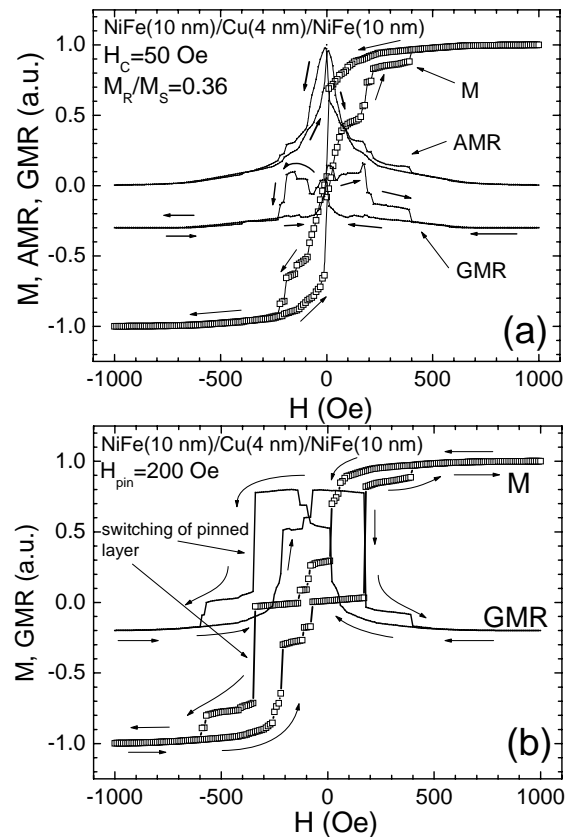 NiFe(10 nm)/Cu(4 nm)/NiFe(10 nm)
H_C=50 Oe
M_R/M_S=0.36
M
AMR
GMR
(a)
M, AMR, GMR (a.u.)
1.0
0.5
0.0
-0.5
-1.0
-1000 -500 0 500 1000
H (Oe)
NiFe(10 nm)/Cu(4 nm)/NiFe(10 nm)
H_pin=200 Oe
switching of pinned
layer
M
GMR
(b)
M, GMR (a.u.)
1.0
0.5
0.0
-0.5
-1.0
-1000 -500 0 500 1000
H (Oe)